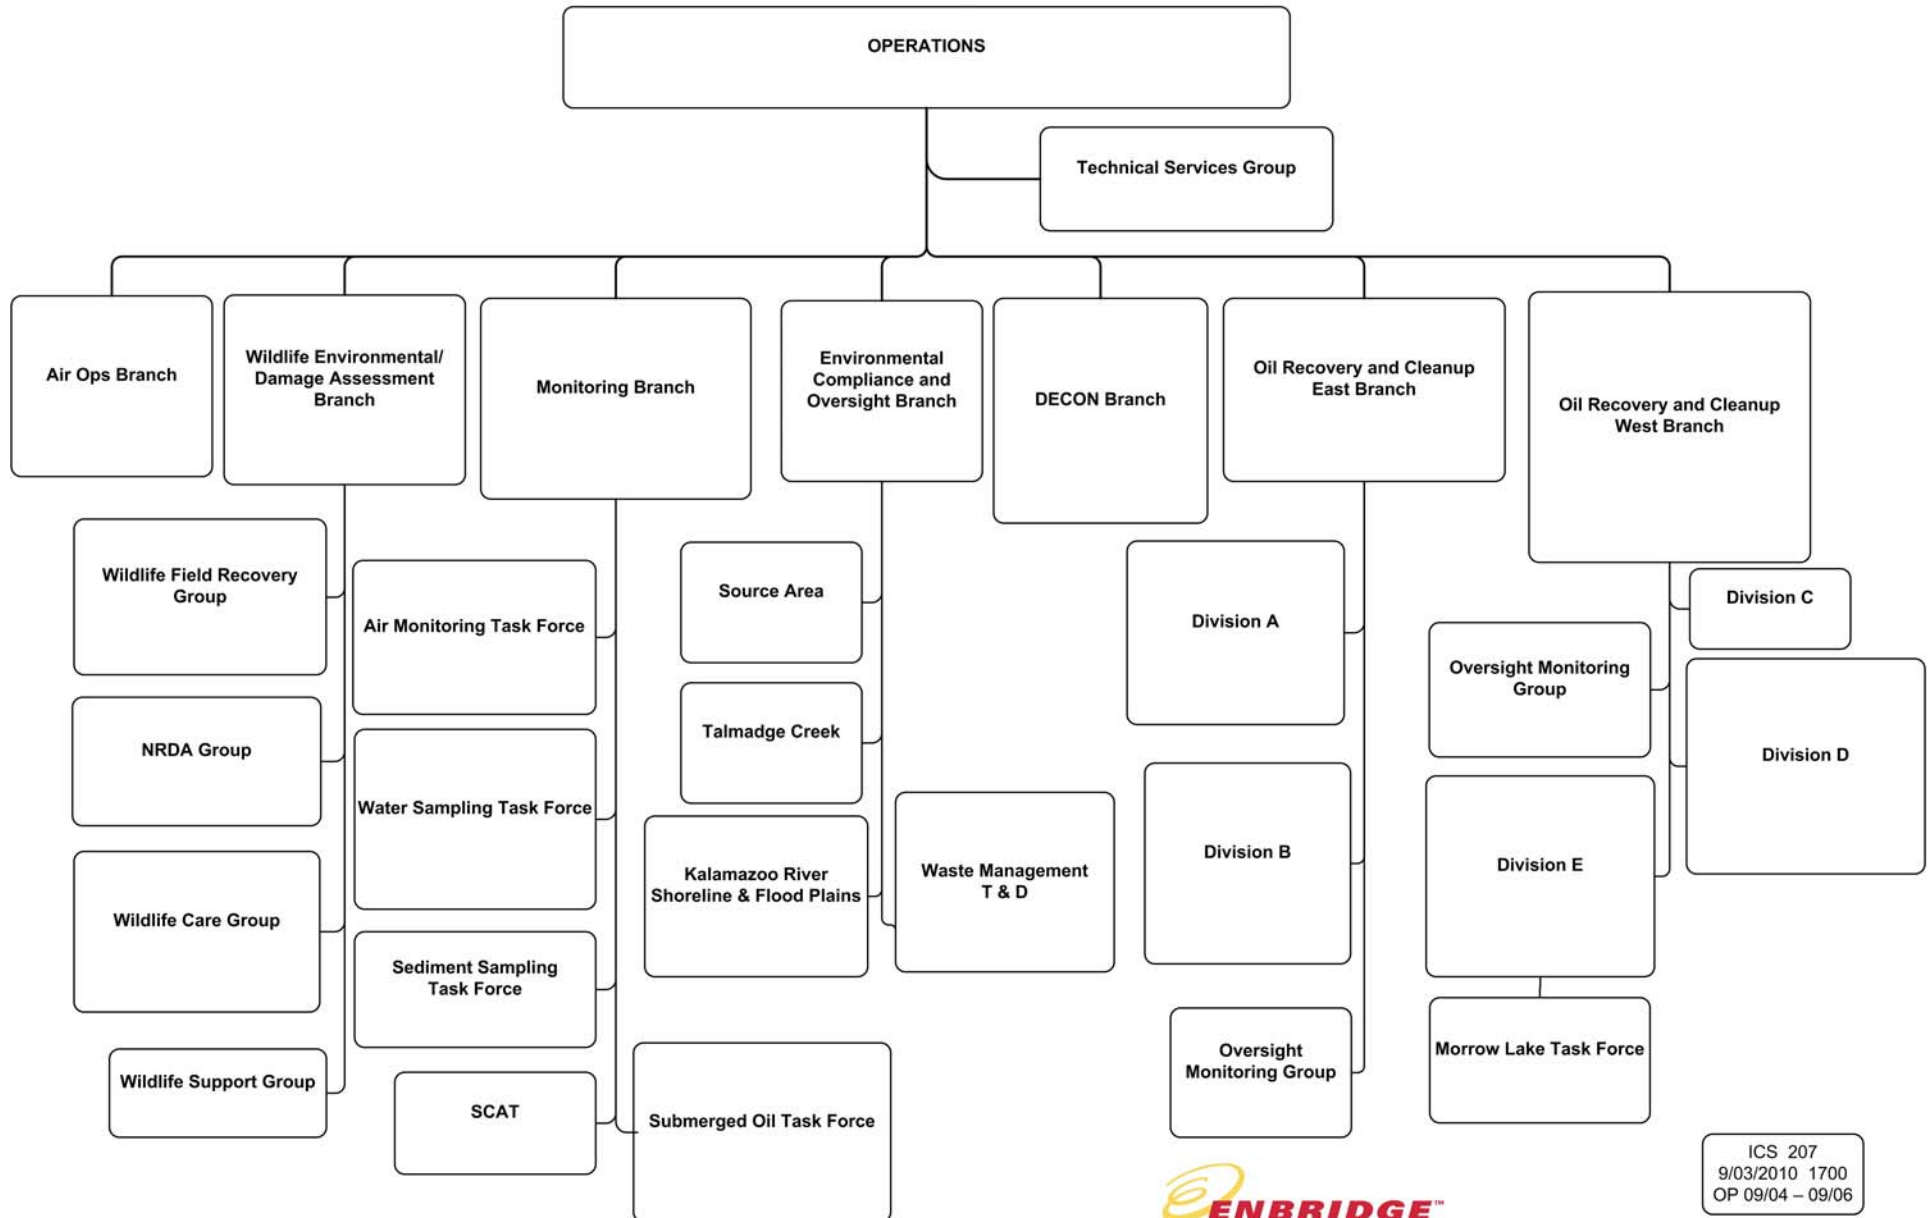 OPERATIONS
Technical Services Group
Air Ops Branch
Wildlife Environmental/
Damage Assessment
Branch
Monitoring Branch
Environmental
Compliance and
Oversight Branch
DECON Branch
Oil Recovery and Cleanup
East Branch
Oil Recovery and Cleanup
West Branch
Wildlife Field Recovery
Group
NRDA Group
Wildlife Care Group
Wildlife Support Group
Air Monitoring Task Force
Water Sampling Task Force
Sediment Sampling
Task Force
SCAT
Submerged Oil Task Force
Source Area
Talmadge Creek
Kalamazoo River
Shoreline & Flood Plains
Waste Management
T & D
Division A
Division B
Oversight
Monitoring Group
Division C
Oversight Monitoring
Group
Division D
Division E
Morrow Lake Task Force
ENBRIDGE™
ICS 207
9/03/2010 1700
OP 09/04 – 09/06